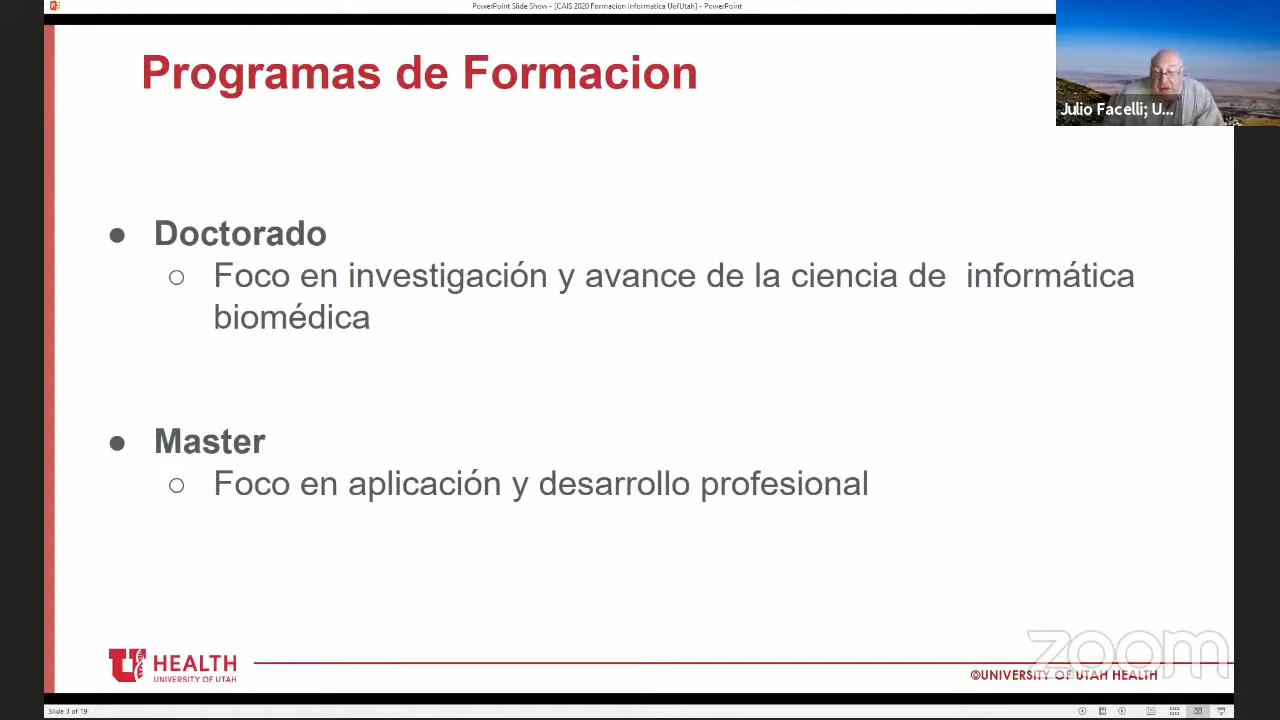 PowerPoint Slide Show - [CAIS 2020 Formacion Informatica UofUtah] - PowerPoint
Programas de Formacion
Julio Facelli; U...
● Doctorado
○ Foco en investigación y avance de la ciencia de informática
biomédica
● Master
○ Foco en aplicación y desarrollo profesional
U HEALTH
UNIVERSITY OF UTAH
zoom
©UNIVERSITY OF UTAH HEALTH
Slide 3 of 19